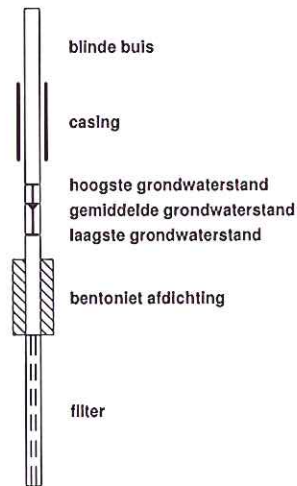 blinde buis
casing
hoogste grondwaterstand
gemiddelde grondwaterstand
laagste grondwaterstand
bentoniet afdichting
filter